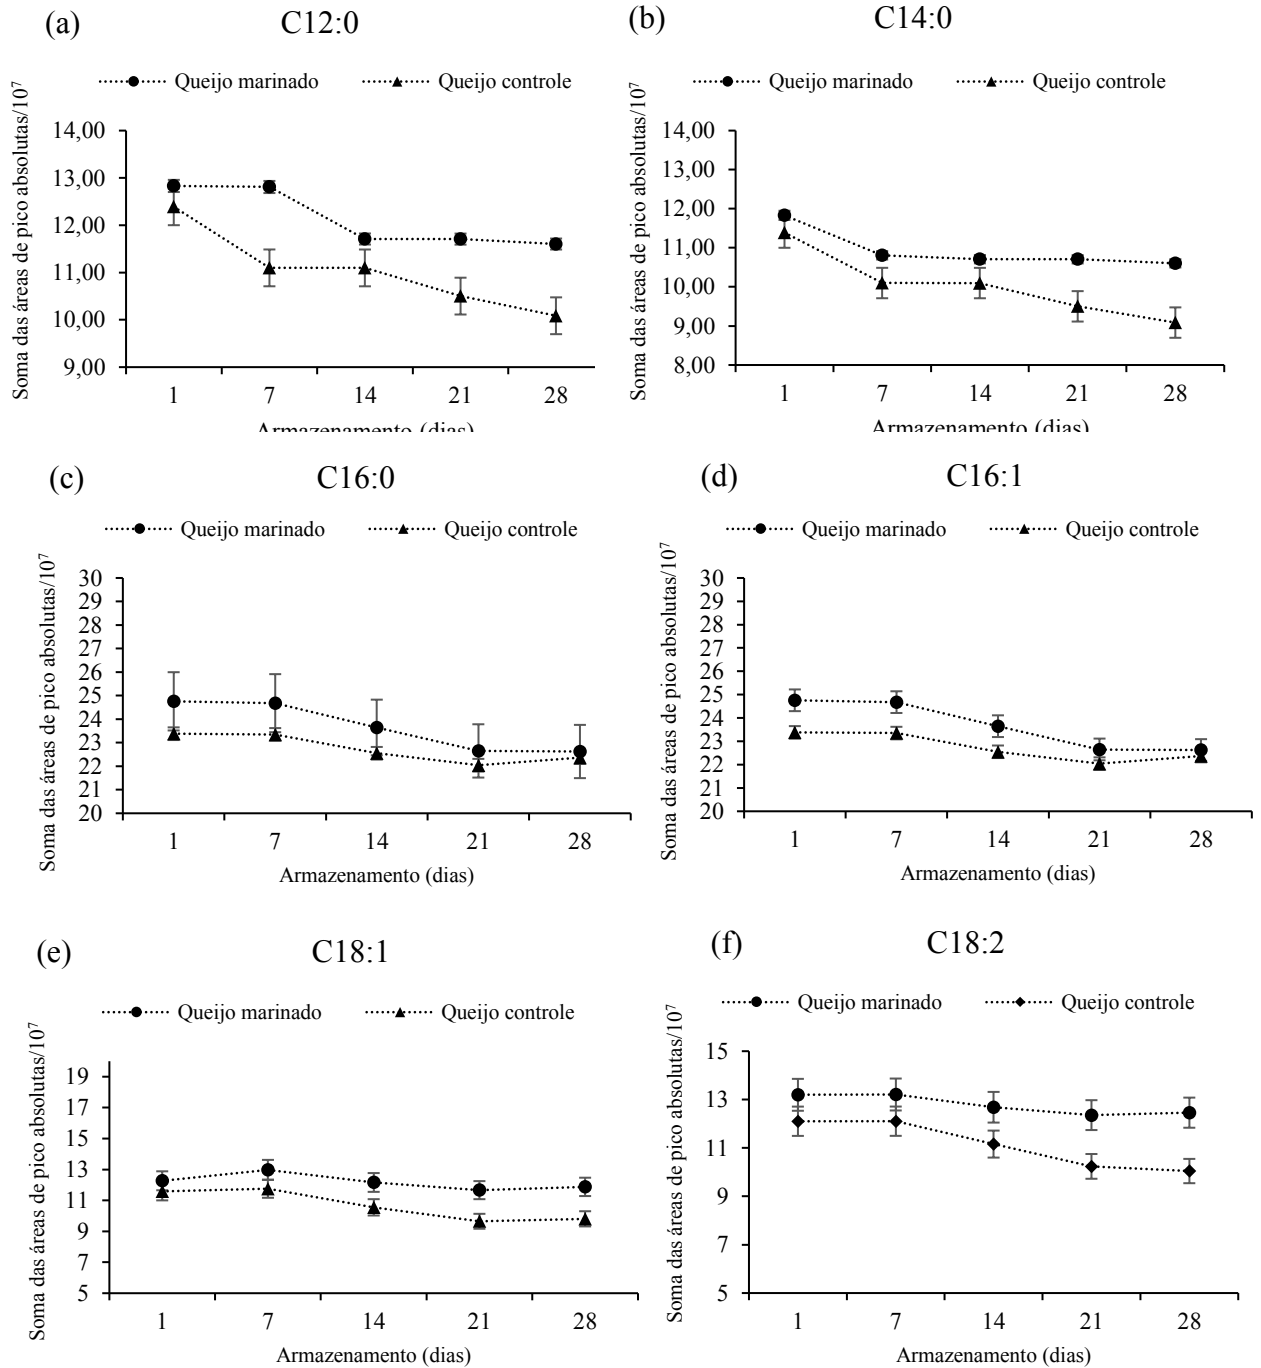 (a) C12:0
Queijo marinado Queijo controle
Soma das áreas de pico absolutas/10⁷
14,00
13,00
12,00
11,00
10,00
9,00
1 7 14 21 28
Armazenamento (dias)
(b) C14:0
Queijo marinado Queijo controle
Soma das áreas de pico absolutas/10⁷
14,00
13,00
12,00
11,00
10,00
9,00
8,00
1 7 14 21 28
Armazenamento (dias)
(c) C16:0
Queijo marinado Queijo controle
Soma das áreas de pico absolutas/10⁷
30
29
28
27
26
25
24
23
22
21
20
1 7 14 21 28
Armazenamento (dias)
(d) C16:1
Queijo marinado Queijo controle
Soma das áreas de pico absolutas/10⁷
30
29
28
27
26
25
24
23
22
21
20
1 7 14 21 28
Armazenamento (dias)
(e) C18:1
Queijo marinado Queijo controle
Soma das áreas de pico absolutas/10⁷
19
17
15
13
11
9
7
5
1 7 14 21 28
Armazenamento (dias)
(f) C18:2
Queijo marinado Queijo controle
Soma das áreas de pico absolutas/10⁷
15
13
11
9
7
5
1 7 14 21 28
Armazenamento (dias)